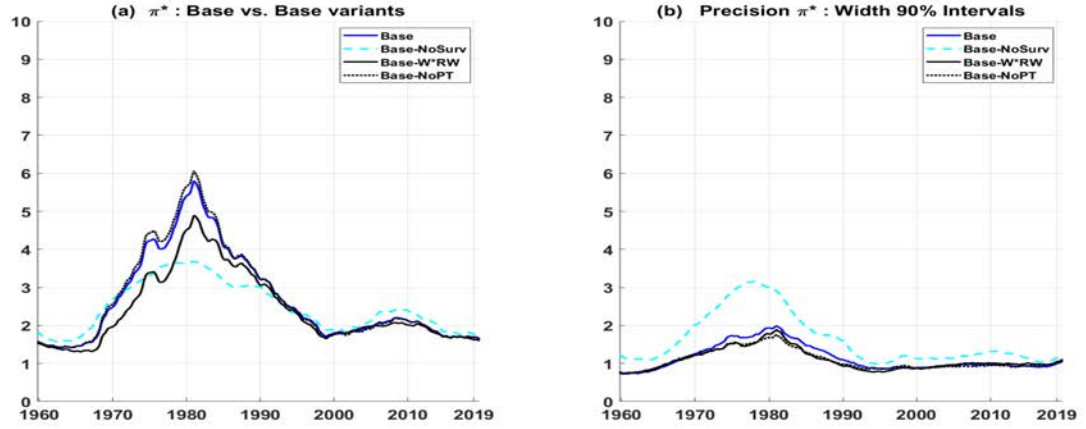 (a) π* : Base vs. Base variants
10
9
8
7
6
5
4
3
2
1
0
1960 1970 1980 1990 2000 2010 2019
Base
Base-NoSurv
Base-W*RW
Base-NoPT
(b) Precision π* : Width 90% Intervals
10
9
8
7
6
5
4
3
2
1
0
1960 1970 1980 1990 2000 2010 2019
Base
Base-NoSurv
Base-W*RW
Base-NoPT